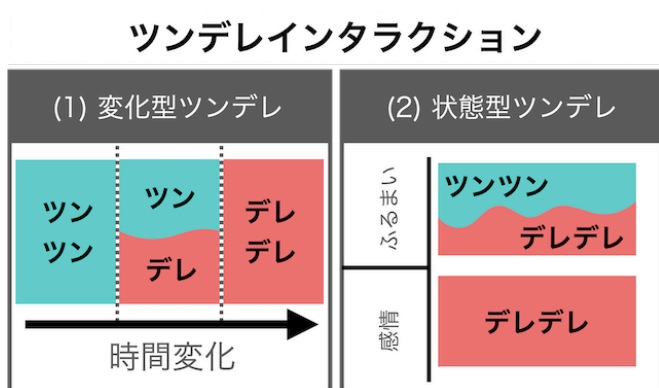 ツンデレインタラクション
(1) 変化型ツンデレ
ツン
ツン
ツン
デレ
デレ
デレ
時間変化
(2) 状態型ツンデレ
ふるまい
ツンツン
デレデレ
感情
デレデレ